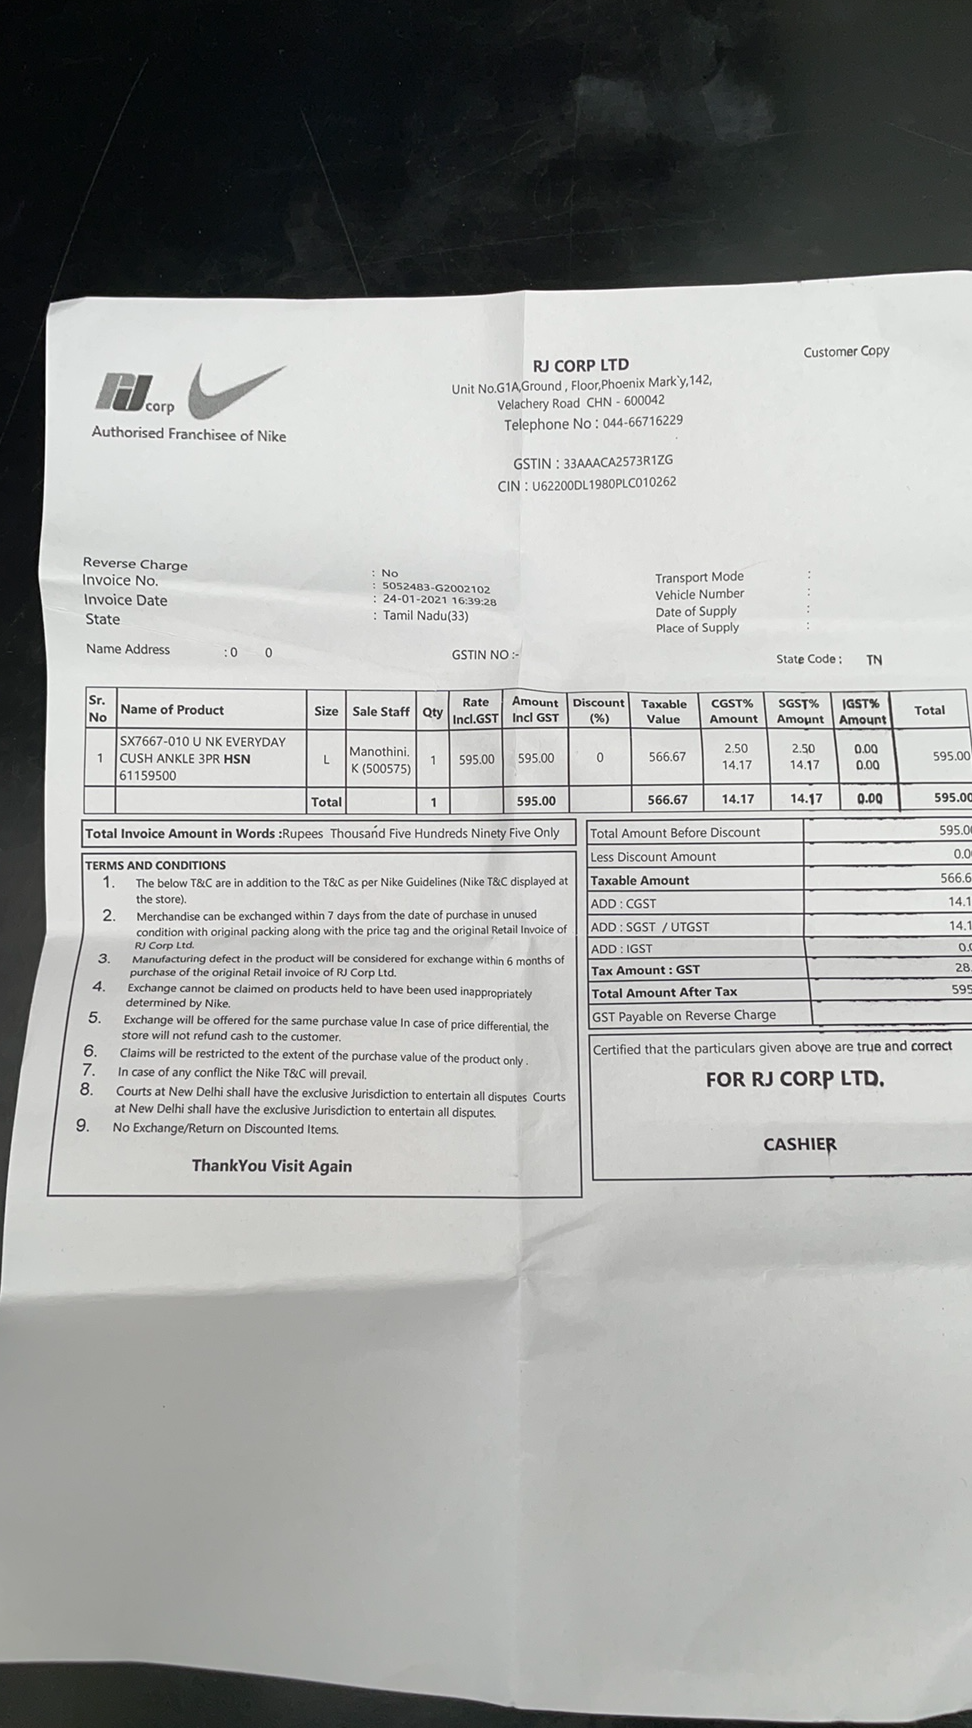 Customer Copy
RJ CORP LTD
Unit No.G1A,Ground , Floor,Phoenix Mark`y,142,
Velachery Road CHN - 600042
Telephone No : 044-66716229
RJ corp
Authorised Franchisee of Nike
GSTIN : 33AAACA2573R1ZG
CIN : U62200DL1980PLC010262
Reverse Charge : No
Invoice No. : 5052483-G2002102
Invoice Date : 24-01-2021 16:39:28
State : Tamil Nadu(33)
Transport Mode :
Vehicle Number :
Date of Supply :
Place of Supply :
Name Address : 0 0 GSTIN NO :- State Code : TN
Sr. No Name of Product Size Sale Staff Qty Rate Incl.GST Amount Incl GST Discount (%) Taxable Value CGST% Amount SGST% Amount IGST% Amount Total
1 SX7667-010 U NK EVERYDAY CUSH ANKLE 3PR HSN 61159500 L Manothini. K (500575) 1 595.00 595.00 0 566.67 2.50 14.17 2.50 14.17 0.00 0.00 595.00
Total 1 595.00 566.67 14.17 14.17 0.00 595.00
Total Invoice Amount in Words :Rupees Thousand Five Hundreds Ninety Five Only
TERMS AND CONDITIONS
1. The below T&C are in addition to the T&C as per Nike Guidelines (Nike T&C displayed at
the store).
2. Merchandise can be exchanged within 7 days from the date of purchase in unused
condition with original packing along with the price tag and the original Retail Invoice of
RJ Corp Ltd.
3. Manufacturing defect in the product will be considered for exchange within 6 months of
purchase of the original Retail invoice of RJ Corp Ltd.
4. Exchange cannot be claimed on products held to have been used inappropriately
determined by Nike.
5. Exchange will be offered for the same purchase value In case of price differential, the
store will not refund cash to the customer.
6. Claims will be restricted to the extent of the purchase value of the product only .
7. In case of any conflict the Nike T&C will prevail.
8. Courts at New Delhi shall have the exclusive Jurisdiction to entertain all disputes Courts
at New Delhi shall have the exclusive Jurisdiction to entertain all disputes.
9. No Exchange/Return on Discounted Items.
ThankYou Visit Again
Total Amount Before Discount 595.0
Less Discount Amount 0.0
Taxable Amount 566.6
ADD : CGST 14.1
ADD : SGST / UTGST 14.1
ADD : IGST 0.
Tax Amount : GST 28.
Total Amount After Tax 595
GST Payable on Reverse Charge
Certified that the particulars given above are true and correct
FOR RJ CORP LTD.
CASHIER